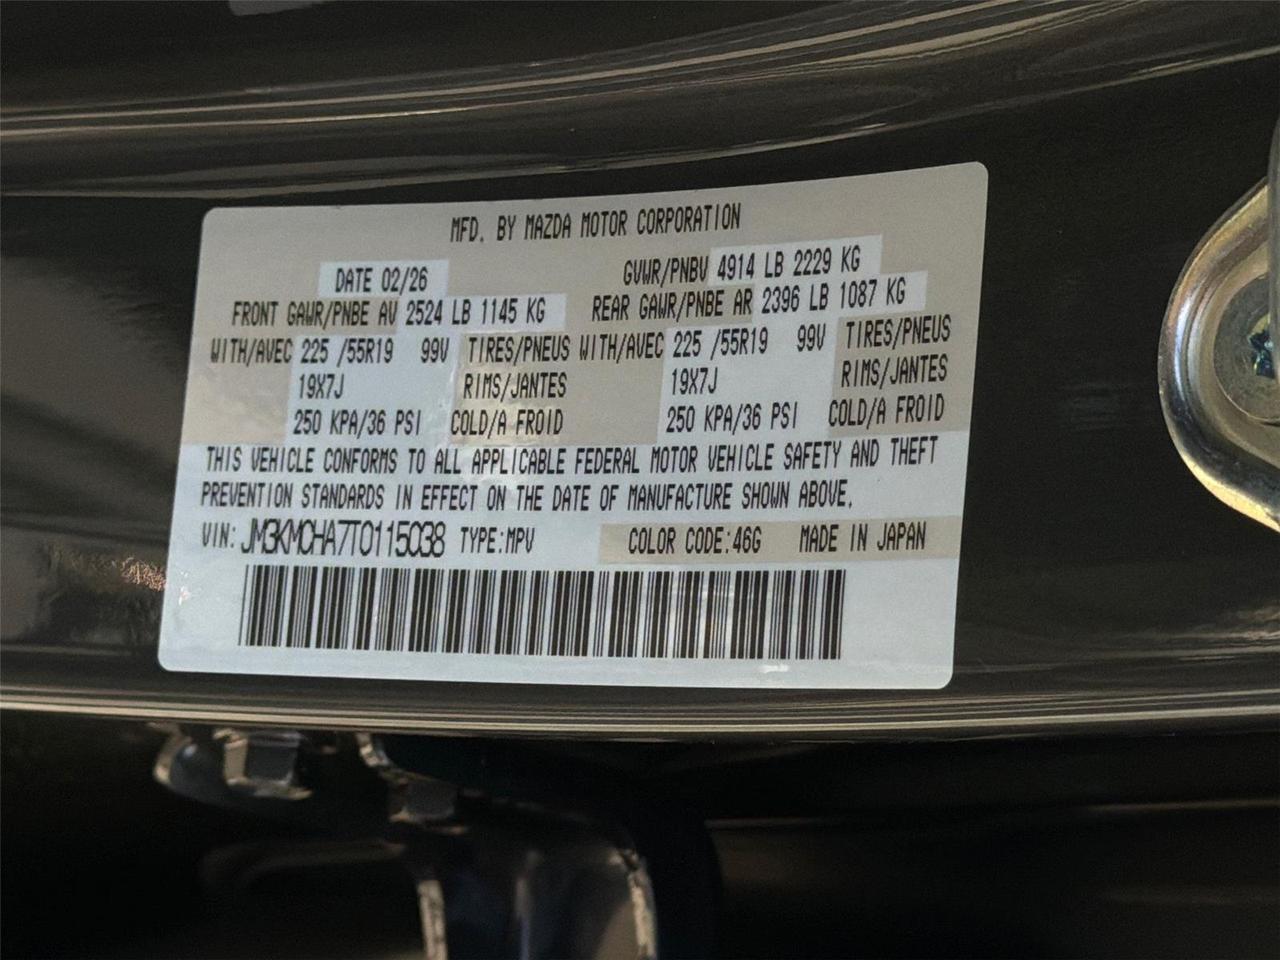 MFD. BY MAZDA MOTOR CORPORATION
DATE 02/26 GVWR/PNBV 4914 LB 2229 KG
FRONT GAWR/PNBE AV 2524 LB 1145 KG REAR GAWR/PNBE AR 2396 LB 1087 KG
WITH/AVEC 225 /55R19 99V TIRES/PNEUS WITH/AVEC 225 /55R19 99V TIRES/PNEUS
19X7J RIMS/JANTES 19X7J RIMS/JANTES
250 KPA/36 PSI COLD/A FROID 250 KPA/36 PSI COLD/A FROID
THIS VEHICLE CONFORMS TO ALL APPLICABLE FEDERAL MOTOR VEHICLE SAFETY AND THEFT
PREVENTION STANDARDS IN EFFECT ON THE DATE OF MANUFACTURE SHOWN ABOVE.
VIN: JM3KMCHA7T0115038 TYPE:MPV COLOR CODE:46G MADE IN JAPAN